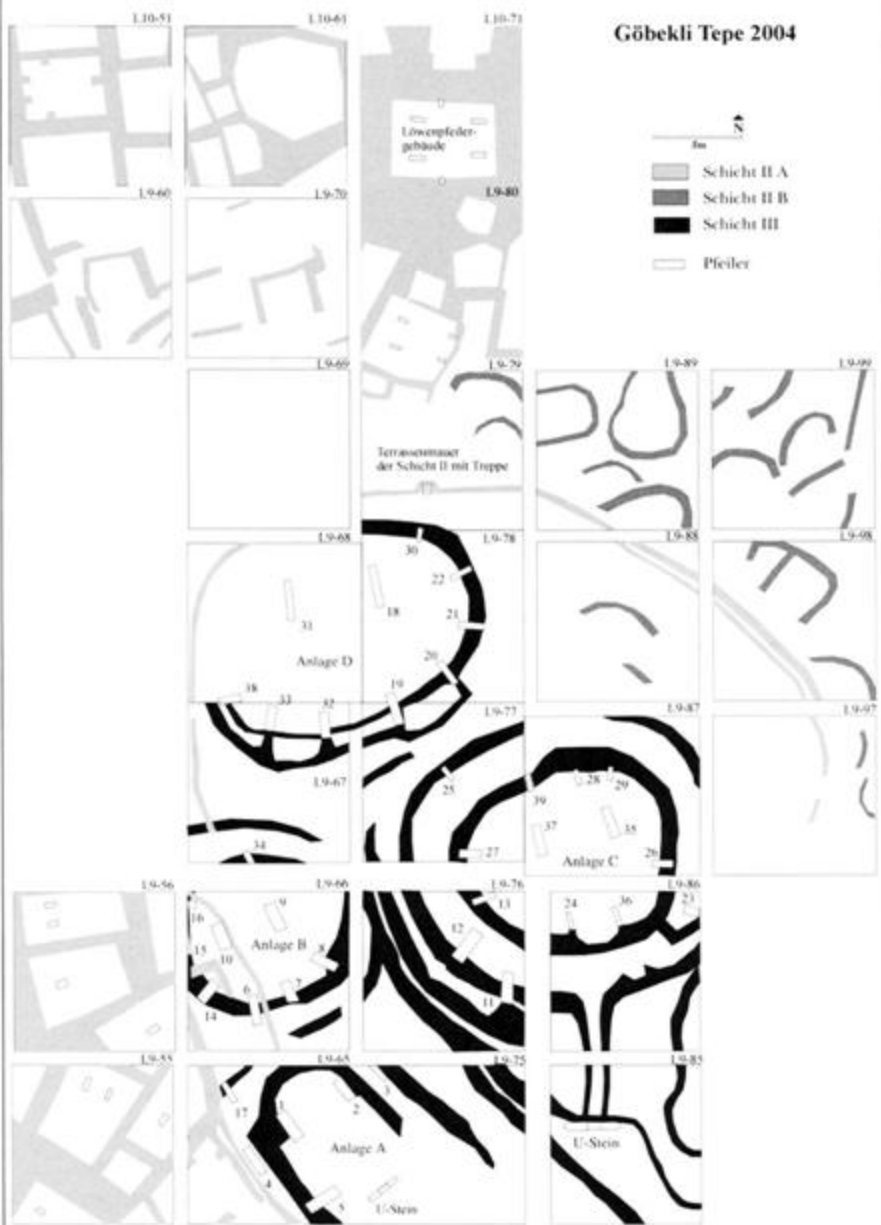 Göbekli Tepe 2004
L10-51
L10-61
L10-71
Löwenpfeiler-
gebäude
N
5m
Schicht II A
Schicht II B
Schicht III
Pfeiler
L9-60
L9-70
L9-80
L9-69
L9-79
L9-89
L9-99
Terrassenmauer
der Schicht II mit Treppe
L9-68
L9-78
L9-88
L9-98
30
22
18
31
21
Anlage D
20
38
33
32
19
L9-67
L9-77
L9-87
L9-97
25
28
29
39
37
35
34
27
Anlage C
26
L9-56
L9-66
L9-76
L9-86
16
9
13
24
36
23
15
Anlage B
12
10
8
6
7
14
11
L9-55
L9-65
L9-75
L9-85
17
1
2
3
Anlage A
U-Stein
4
5
U-Stein